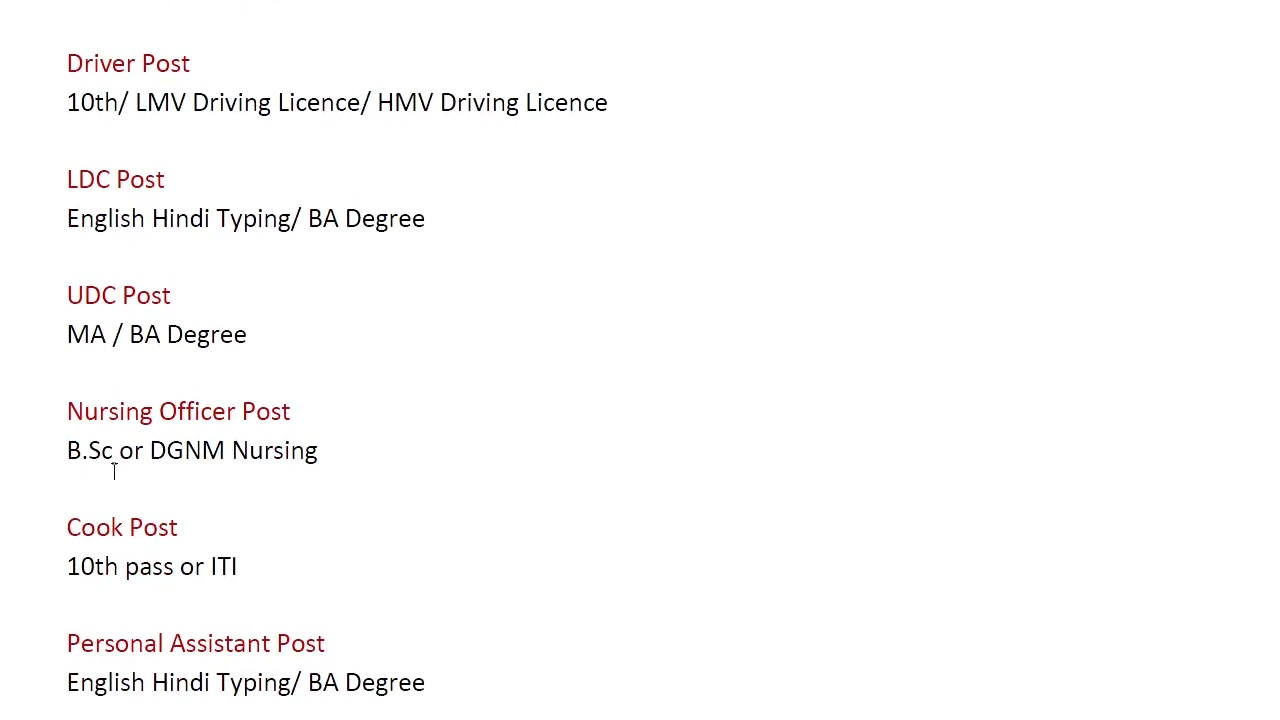 Driver Post
10th/ LMV Driving Licence/ HMV Driving Licence
LDC Post
English Hindi Typing/ BA Degree
UDC Post
MA / BA Degree
Nursing Officer Post
B.Sc or DGNM Nursing
Cook Post
10th pass or ITI
Personal Assistant Post
English Hindi Typing/ BA Degree